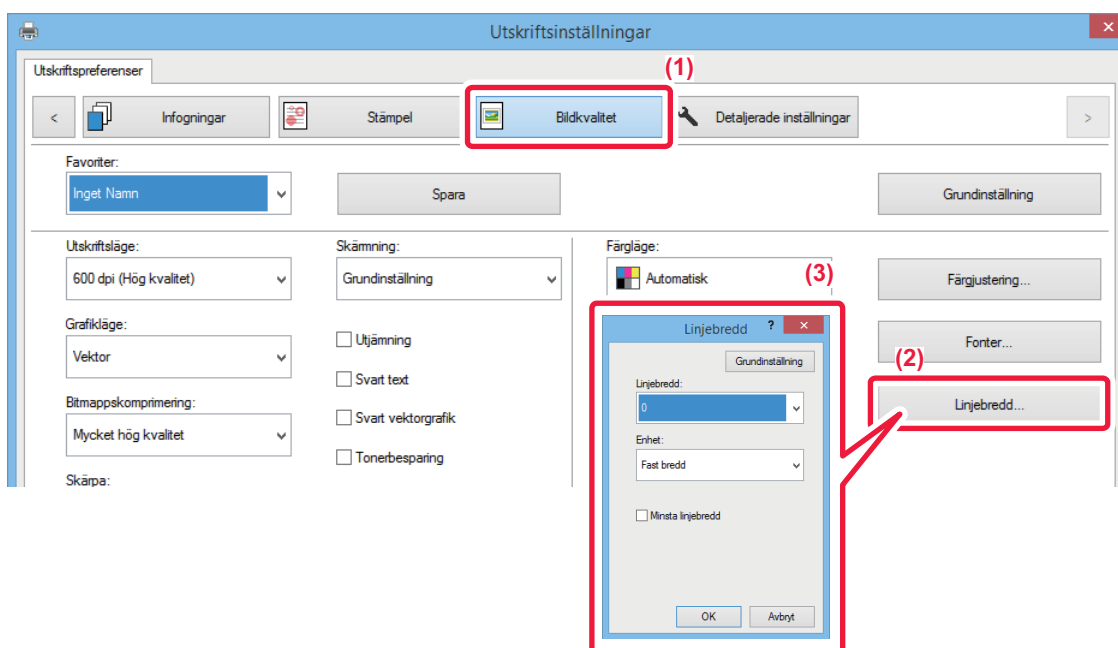 Utskriftsinställningar
×
Utskriftspreferenser
(1)
< Infogningar Stämpel Bildkvalitet Detaljerade inställningar >
Favoriter:
Inget Namn Spara Grundinställning
Utskriftsläge: Skärmning: Färgläge:
600 dpi (Hög kvalitet) Grundinställning Automatisk (3) Färgjustering...
Grafikläge:
Vektor Utjämning Fonter...
(2)
Svart text
Bitmappskomprimering:
Mycket hög kvalitet Svart vektorgrafik Linjebredd...
Tonerbesparing
Skärpa:
Linjebredd ? ×
Grundinställning
Linjebredd:
0
Enhet:
Fast bredd
Minsta linjebredd
OK Avbryt